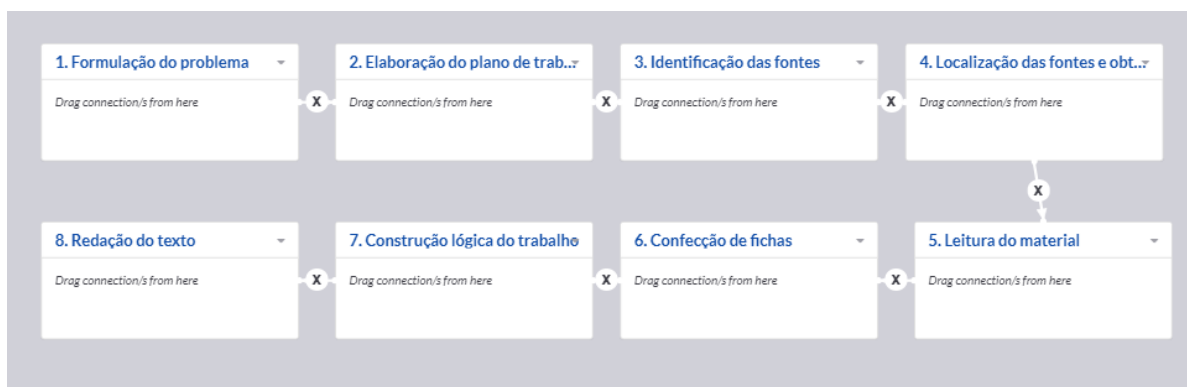 1. Formulação do problema
Drag connection/s from here
X
2. Elaboração do plano de trab...
Drag connection/s from here
X
3. Identificação das fontes
Drag connection/s from here
X
4. Localização das fontes e obt...
Drag connection/s from here
X
8. Redação do texto
Drag connection/s from here
X
7. Construção lógica do trabalho
Drag connection/s from here
X
6. Confecção de fichas
Drag connection/s from here
X
5. Leitura do material
Drag connection/s from here